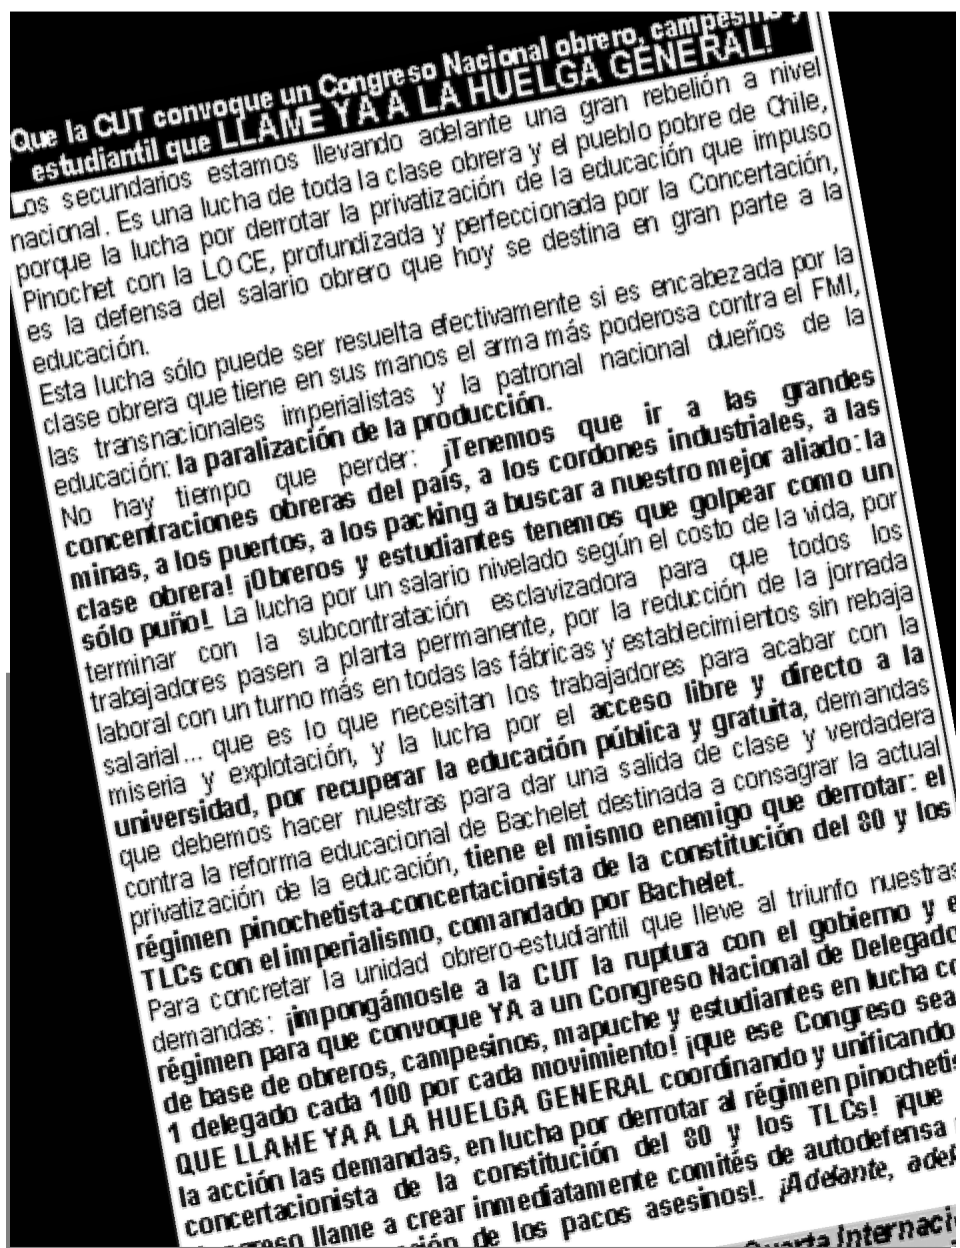 ¡Que la CUT convoque un Congreso Nacional obrero, campesino y
estudiantil que LLAME YA A LA HUELGA GENERAL!
Los secundarios estamos llevando adelante una gran rebelión a nivel
nacional. Es una lucha de toda la clase obrera y el pueblo pobre de Chile,
porque la lucha por derrotar la privatización de la educación que impuso
Pinochet con la LOCE, profundizada y perfeccionada por la Concertación,
es la defensa del salario obrero que hoy se destina en gran parte a la
educación.
Esta lucha sólo puede ser resuelta efectivamente si es encabezada por la
clase obrera que tiene en sus manos el arma más poderosa contra el FMI,
las transnacionales imperialistas y la patronal nacional dueños de la
educación: la paralización de la producción.
No hay tiempo que perder: ¡Tenemos que ir a las grandes
concentraciones obreras del país, a los cordones industriales, a las
minas, a los puertos, a los packing a buscar a nuestro mejor aliado: la
clase obrera! ¡Obreros y estudiantes tenemos que golpear como un
sólo puño!. La lucha por un salario nivelado según el costo de la vida, por
terminar con la subcontratación esclavizadora para que todos los
trabajadores pasen a planta permanente, por la reducción de la jornada
laboral con un turno más en todas las fábricas y establecimientos sin rebaja
salarial... que es lo que necesitan los trabajadores para acabar con la
miseria y explotación, y la lucha por el acceso libre y directo a la
universidad, por recuperar la educación pública y gratuita, demandas
que debemos hacer nuestras para dar una salida de clase y verdadera
contra la reforma educacional de Bachelet destinada a consagrar la actual
privatización de la educación, tiene el mismo enemigo que derrotar: el
régimen pinochetista-concertacionista de la constitución del 80 y los
TLCs con el imperialismo, comandado por Bachelet.
Para concretar la unidad obrero-estudiantil que lleve al triunfo nuestras
demandas: ¡impongámosle a la CUT la ruptura con el gobierno y e
régimen para que convoque YA a un Congreso Nacional de Delegado
de base de obreros, campesinos, mapuche y estudiantes en lucha co
1 delegado cada 100 por cada movimiento! ¡que ese Congreso sea
QUE LLAME YA A LA HUELGA GENERAL coordinando y unificando
la acción las demandas, en lucha por derrotar al régimen pinochetis
concertacionista de la constitución del 80 y los TLCs! ¡que
llame a crear inmediatamente comités de autodefensa
de los pacos asesinos!. ¡Adelante,
Cuarta Internaci